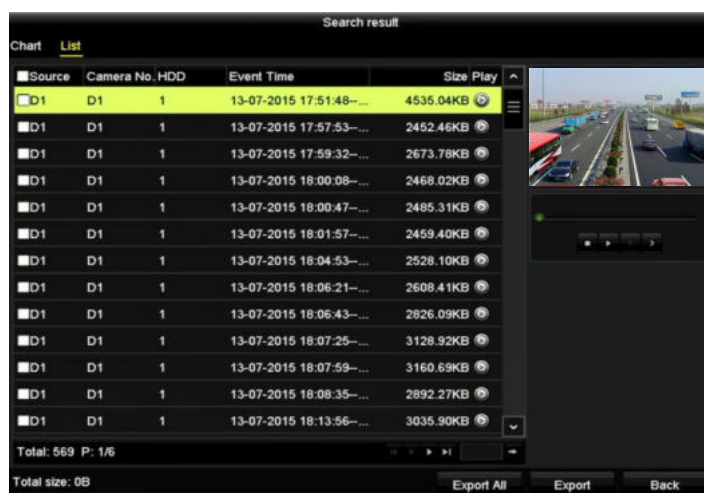 Search result
Chart List
Source Camera No. HDD Event Time Size Play
D1 D1 1 13-07-2015 17:51:48--... 4535.04KB
D1 D1 1 13-07-2015 17:57:53--... 2452.46KB
D1 D1 1 13-07-2015 17:59:32--... 2673.78KB
D1 D1 1 13-07-2015 18:00:08--... 2468.02KB
D1 D1 1 13-07-2015 18:00:47--... 2485.31KB
D1 D1 1 13-07-2015 18:01:57--... 2459.40KB
D1 D1 1 13-07-2015 18:04:53--... 2528.10KB
D1 D1 1 13-07-2015 18:06:21--... 2608.41KB
D1 D1 1 13-07-2015 18:06:43--... 2826.09KB
D1 D1 1 13-07-2015 18:07:25--... 3128.92KB
D1 D1 1 13-07-2015 18:07:59--... 3160.69KB
D1 D1 1 13-07-2015 18:08:35--... 2892.27KB
D1 D1 1 13-07-2015 18:13:56--... 3035.90KB
Total: 569 P: 1/6
Total size: 0B Export All Export Back